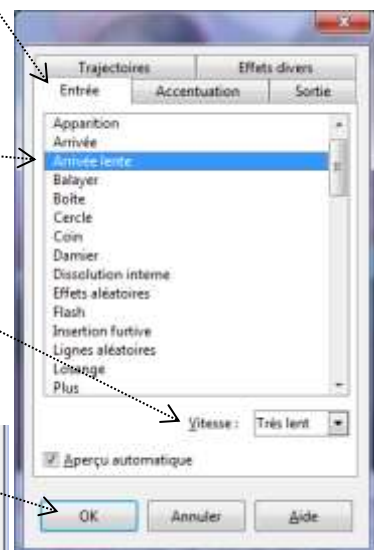 Trajectoires Effets divers
Entrée Accentuation Sortie
Apparition
Arrivée
Arrivée lente
Balayer
Boîte
Cercle
Coin
Damier
Dissolution interne
Effets aléatoires
Flash
Insertion furtive
Lignes aléatoires
Losange
Plus
Vitesse : Très lent
Aperçu automatique
OK Annuler Aide